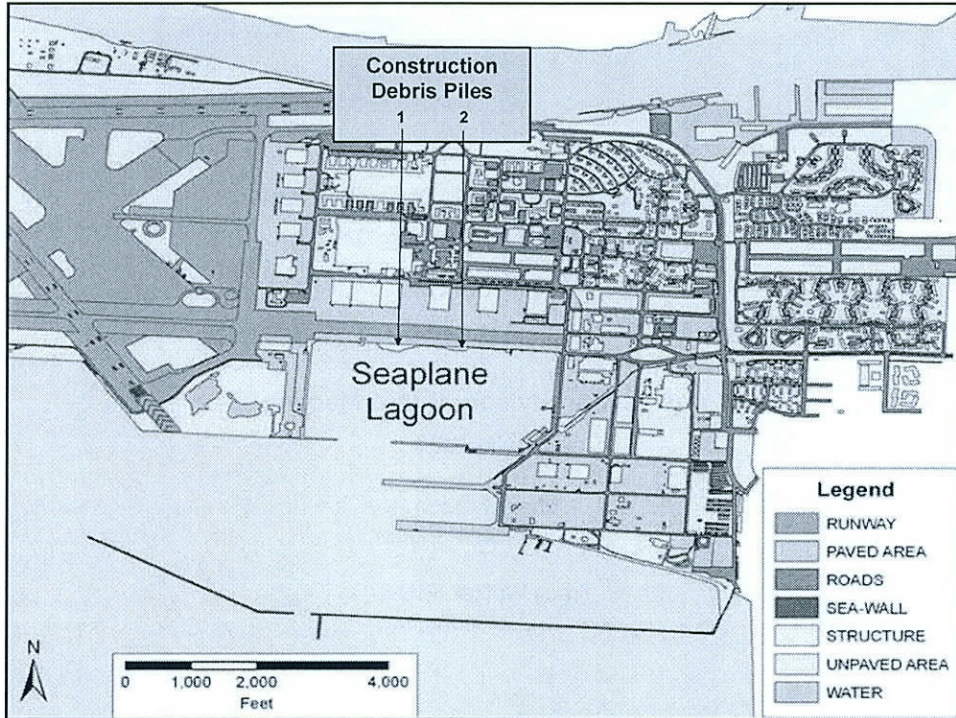 Construction
Debris Piles
1 2
Seaplane
Lagoon
Legend
RUNWAY
PAVED AREA
ROADS
SEA-WALL
STRUCTURE
UNPAVED AREA
WATER
N
0 1,000 2,000 4,000
Feet